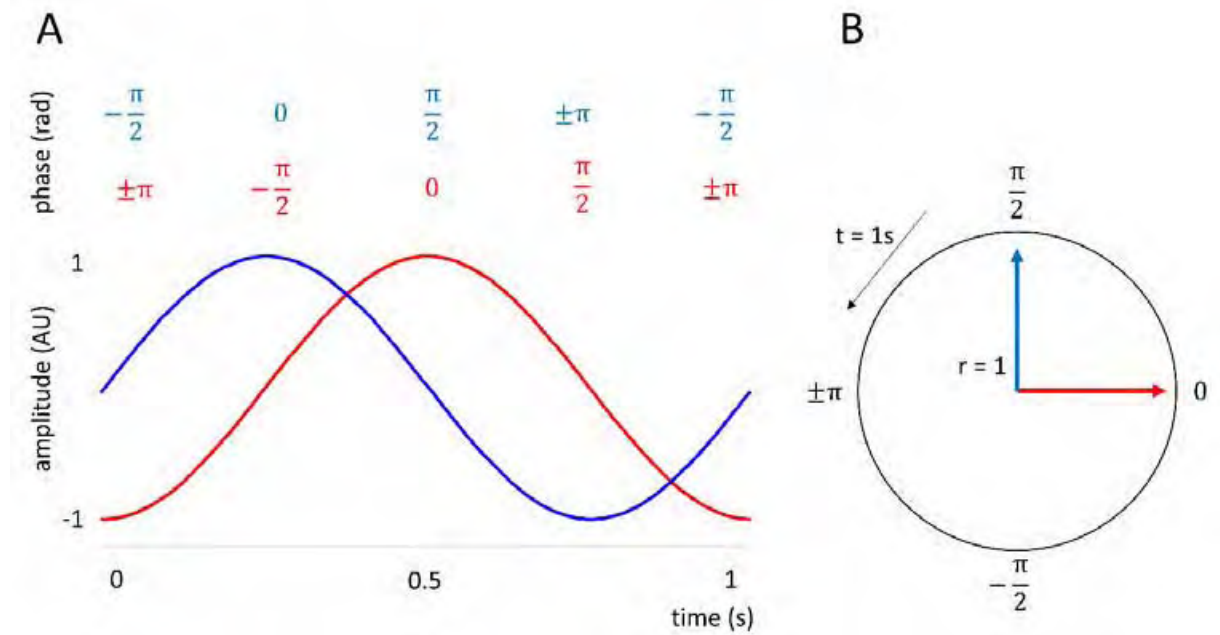 A
B
phase (rad)
−π/2 0 π/2 ±π −π/2
±π −π/2 0 π/2 ±π
amplitude (AU)
1
-1
0 0.5 1
time (s)
π/2
t = 1s
r = 1
±π 0
−π/2